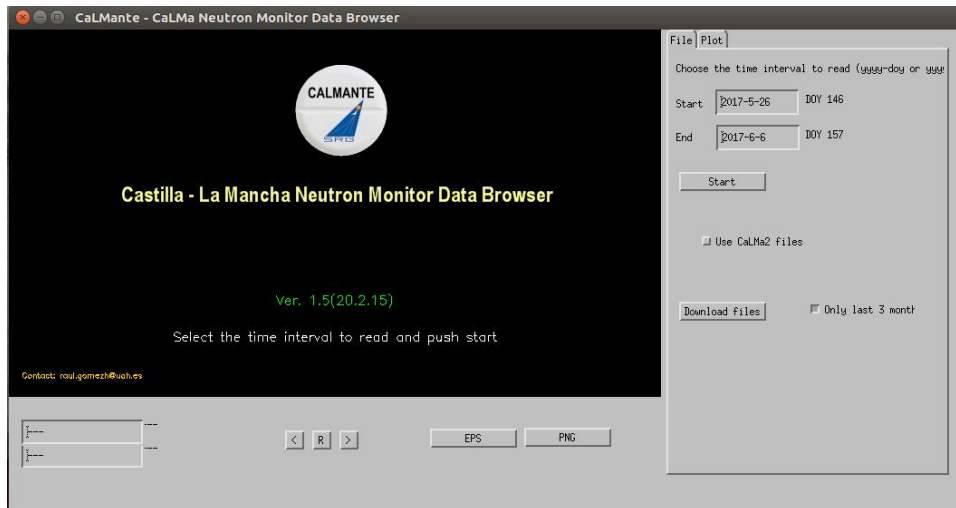 CaLMante - CaLMa Neutron Monitor Data Browser
CALMANTE
SRG
Castilla - La Mancha Neutron Monitor Data Browser
Ver. 1.5(20.2.15)
Select the time interval to read and push start
Contact: raul.gomezh@uah.es
---
---
---
---
<
R
>
EPS
PNG
File
Plot
Choose the time interval to read (yyyy-doy or yyy
Start
2017-5-26
DOY 146
End
2017-6-6
DOY 157
Start
Use CaLMa2 files
Download files
Only last 3 month